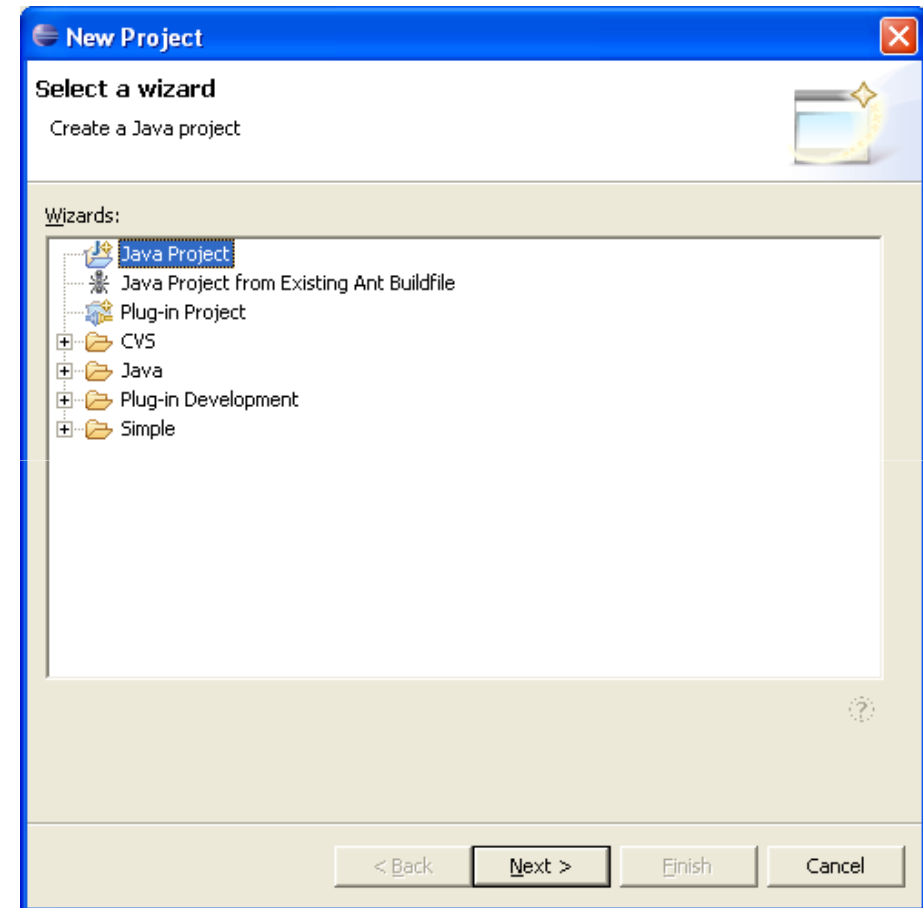 New Project
Select a wizard
Create a Java project
Wizards:
Java Project
Java Project from Existing Ant Buildfile
Plug-in Project
CVS
Java
Plug-in Development
Simple
?
< Back Next > Finish Cancel